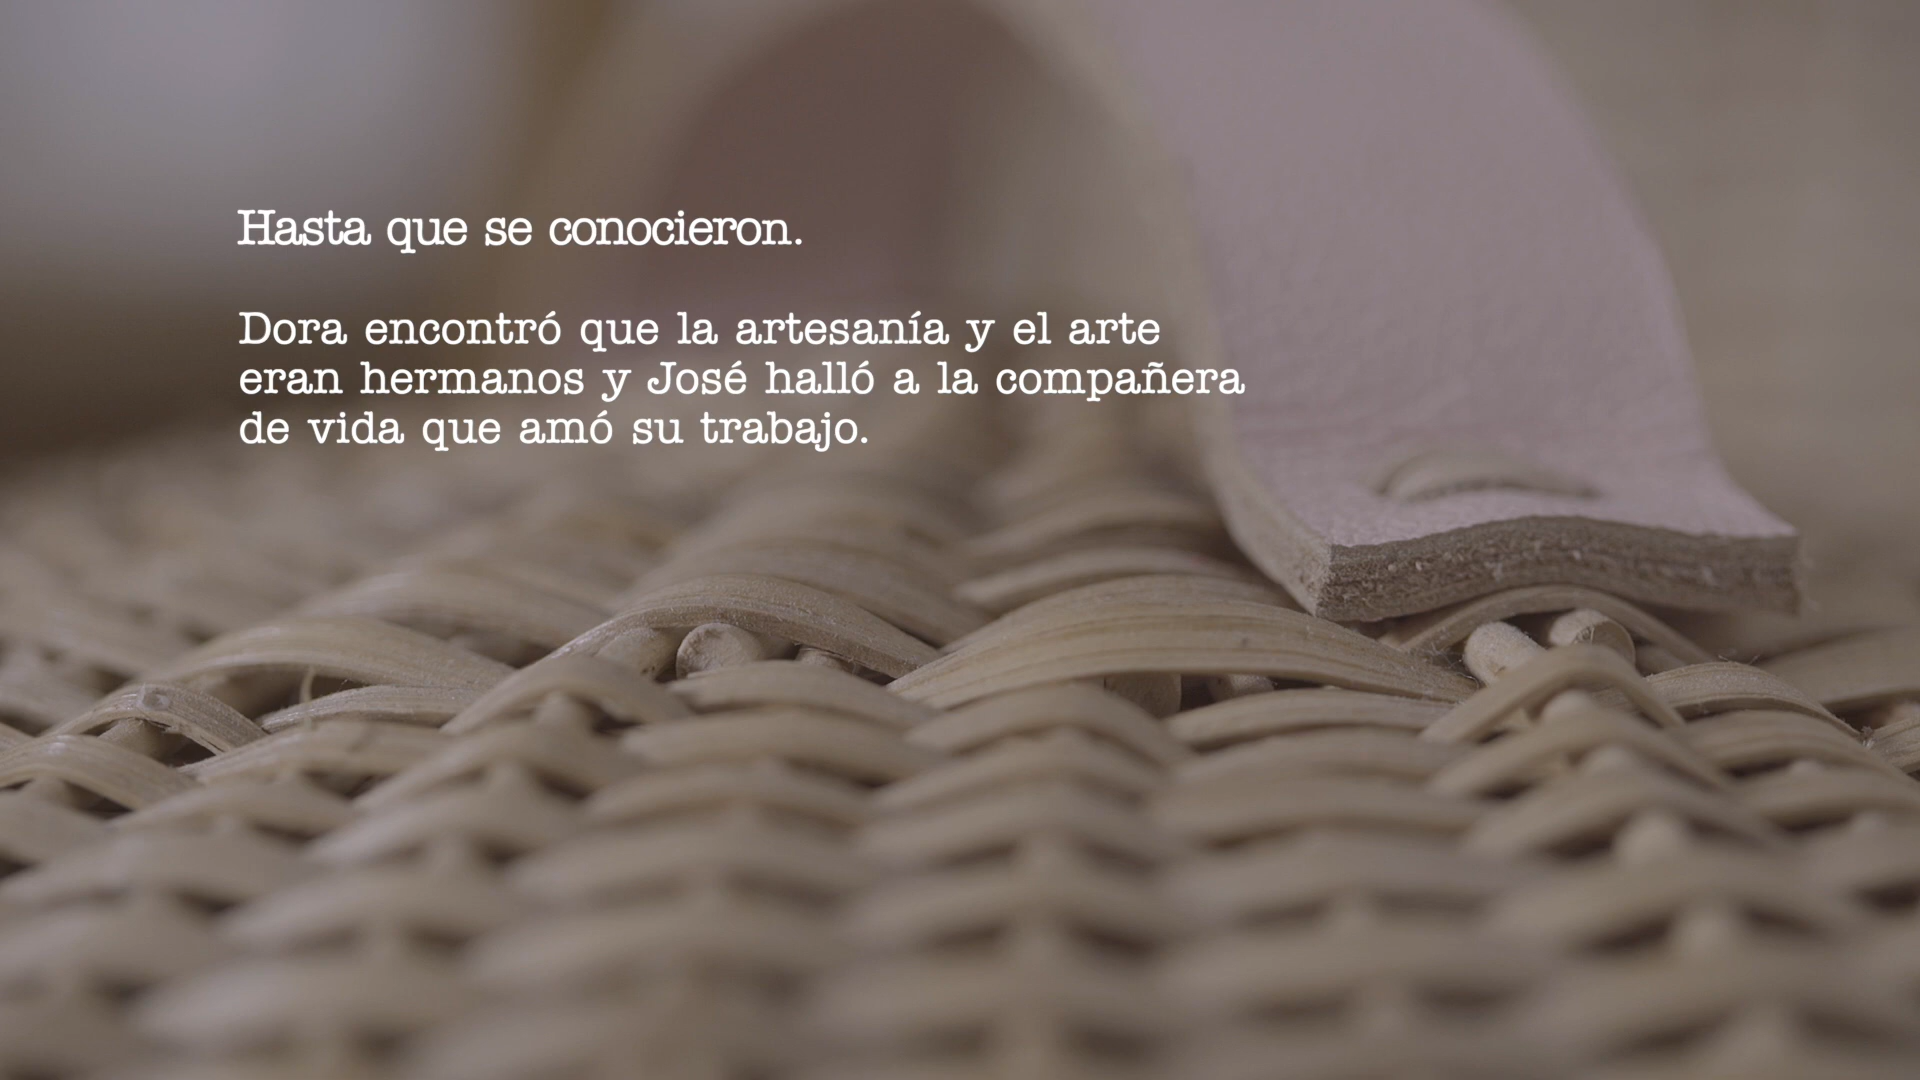 Hasta que se conocieron.
Dora encontró que la artesanía y el arte
eran hermanos y José halló a la compañera
de vida que amó su trabajo.